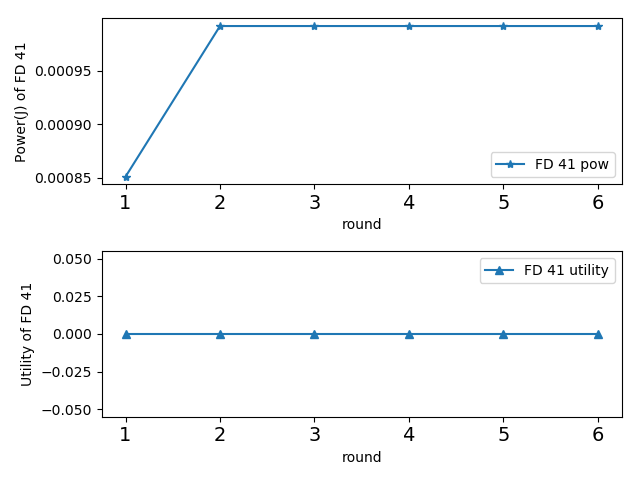 Power(J) of FD 41
0.00095
0.00090
0.00085
FD 41 pow
1 2 3 4 5 6
round
Utility of FD 41
0.050
0.025
0.000
−0.025
−0.050
FD 41 utility
1 2 3 4 5 6
round